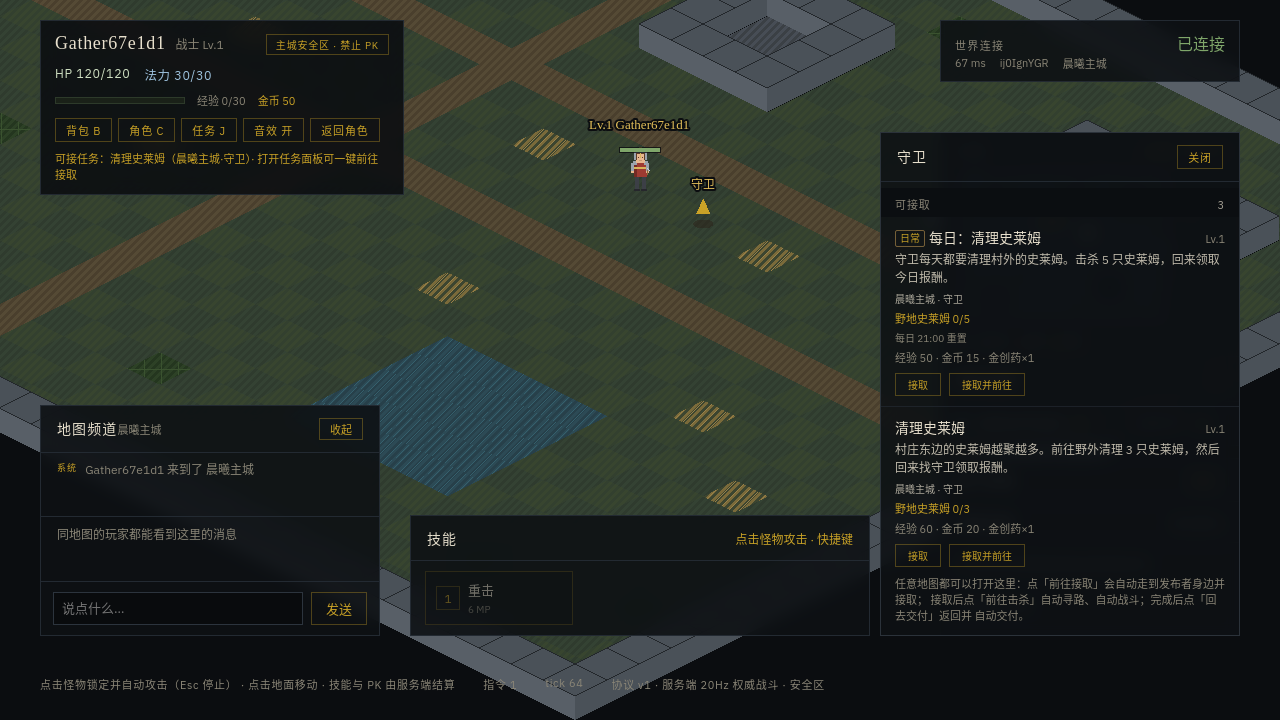 Gather67e1d1 战士 Lv.1 主城安全区 · 禁止 PK
HP 120/120 法力 30/30
经验 0/30 金币 50
背包 B 角色 C 任务 J 音效 开 返回角色
可接任务：清理史莱姆（晨曦主城·守卫）· 打开任务面板可一键前往
接取
世界连接 已连接
67 ms ij0IgnYGR 晨曦主城
Lv.1 Gather67e1d1
守卫
守卫 关闭
可接取 3
日常 每日：清理史莱姆 Lv.1
守卫每天都要清理村外的史莱姆。击杀 5 只史莱姆，回来领取
今日报酬。
晨曦主城 · 守卫
野地史莱姆 0/5
每日 21:00 重置
经验 50 · 金币 15 · 金创药×1
接取 接取并前往
清理史莱姆 Lv.1
村庄东边的史莱姆越聚越多。前往野外清理 3 只史莱姆，然后
回来找守卫领取报酬。
晨曦主城 · 守卫
野地史莱姆 0/3
经验 60 · 金币 20 · 金创药×1
接取 接取并前往
任意地图都可以打开这里：点「前往接取」会自动走到发布者身边并
接取； 接取后点「前往击杀」自动寻路、自动战斗；完成后点「回
去交付」返回并 自动交付。
地图频道 晨曦主城 收起
系统 Gather67e1d1 来到了 晨曦主城
同地图的玩家都能看到这里的消息
说点什么… 发送
技能 点击怪物攻击 · 快捷键
1 重击
6 MP
点击怪物锁定并自动攻击（Esc 停止） · 点击地面移动 · 技能与 PK 由服务端结算 指令 1 tick 64 协议 v1 · 服务端 20Hz 权威战斗 · 安全区